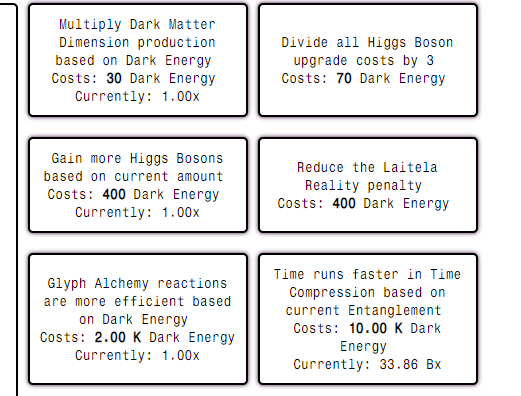 Multiply Dark Matter
Dimension production
based on Dark Energy
Costs: 30 Dark Energy
Currently: 1.00x
Divide all Higgs Boson
upgrade costs by 3
Costs: 70 Dark Energy
Gain more Higgs Bosons
based on current amount
Costs: 400 Dark Energy
Currently: 1.00x
Reduce the Laitela
Reality penalty
Costs: 400 Dark Energy
Glyph Alchemy reactions
are more efficient based
on Dark Energy
Costs: 2.00 K Dark Energy
Currently: 1.00x
Time runs faster in Time
Compression based on
current Entanglement
Costs: 10.00 K Dark
Energy
Currently: 33.86 Bx